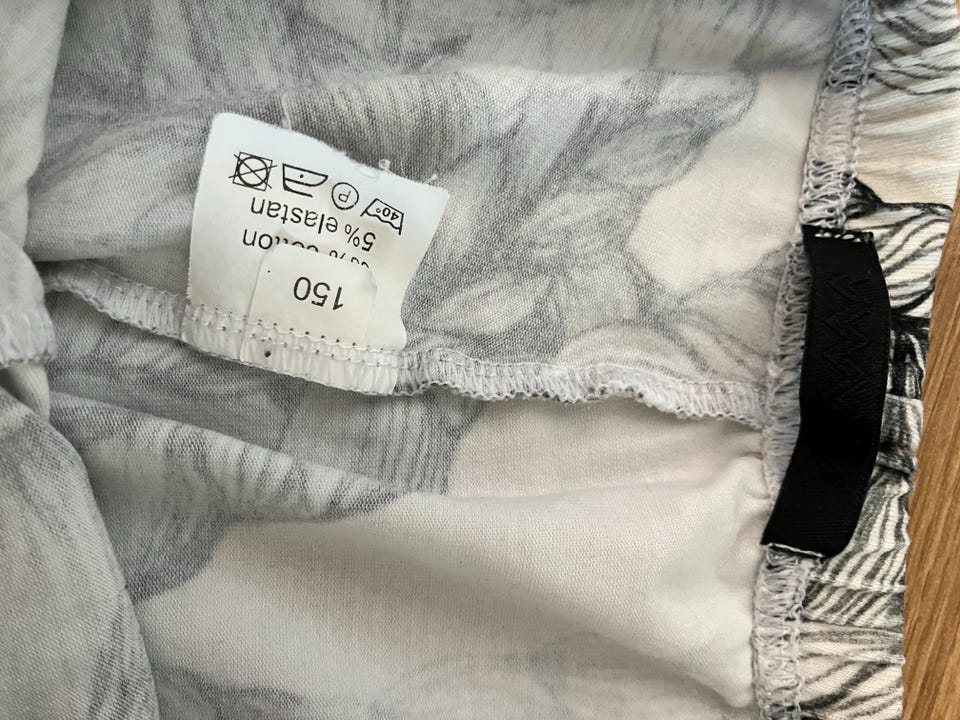 150
% cotton
5% elastan
40° P